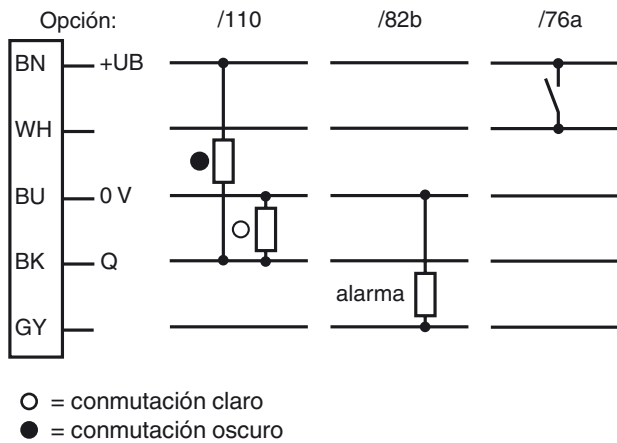 Opción: /110 /82b /76a
BN +UB
WH
BU 0 V
BK Q
alarma
GY
= conmutación claro
= conmutación oscuro